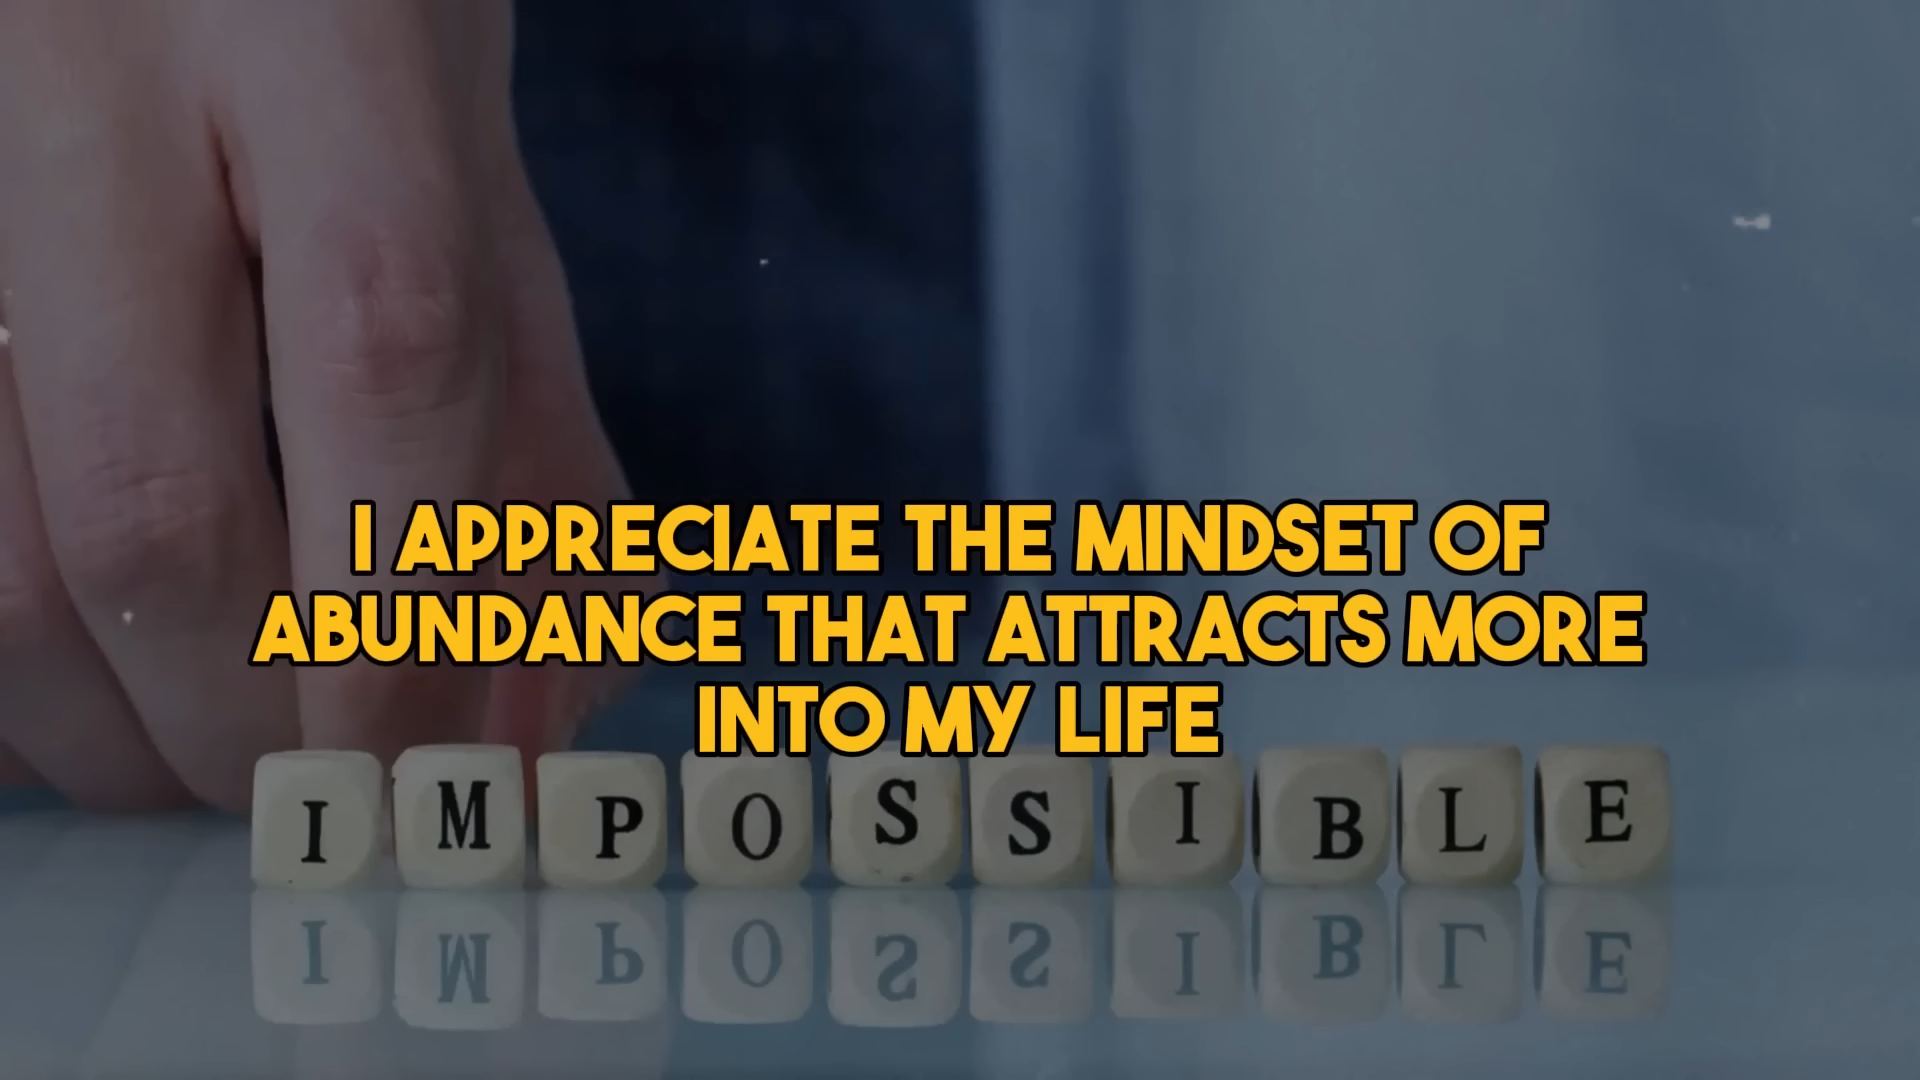 I APPRECIATE THE MINDSET OF
ABUNDANCE THAT ATTRACTS MORE
INTO MY LIFE
IMPOSSIBLE